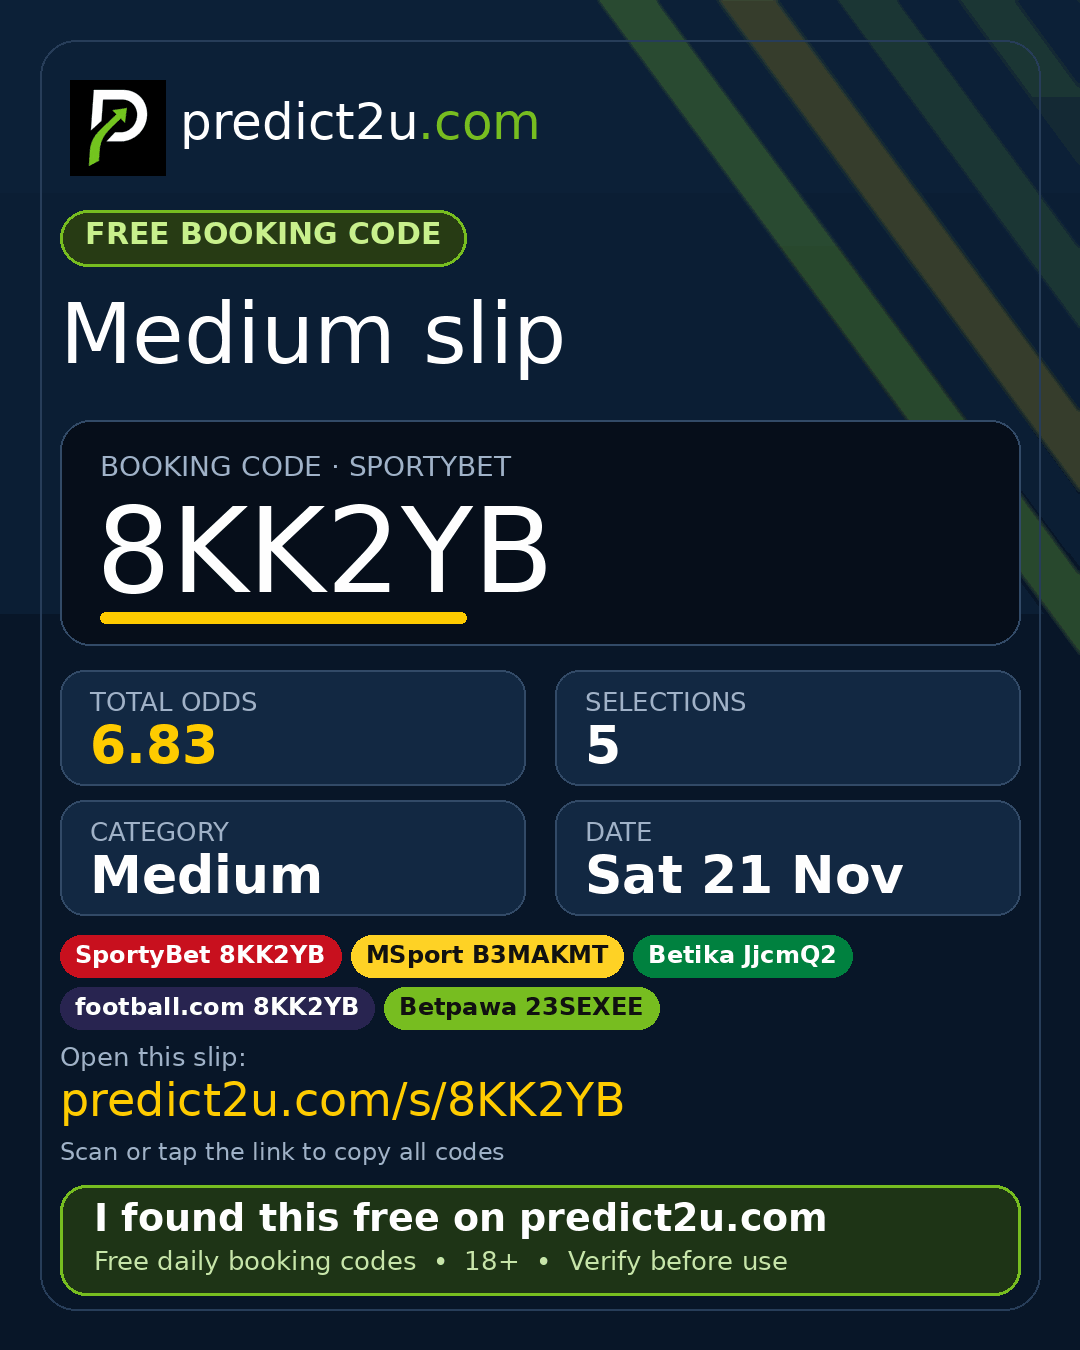 predict2u.com
FREE BOOKING CODE
Medium slip
BOOKING CODE · SPORTYBET
8KK2YB
TOTAL ODDS
6.83
SELECTIONS
5
CATEGORY
Medium
DATE
Sat 21 Nov
SportyBet 8KK2YB
MSport B3MAKMT
Betika JjcmQ2
football.com 8KK2YB
Betpawa 23SEXEE
Open this slip:
predict2u.com/s/8KK2YB
Scan or tap the link to copy all codes
I found this free on predict2u.com
Free daily booking codes • 18+ • Verify before use